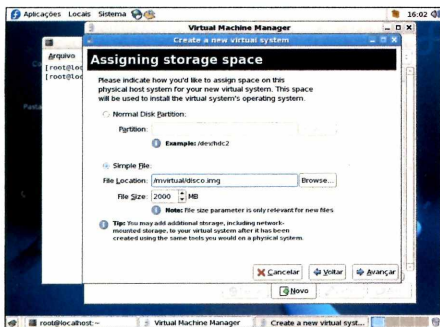 Aplicações Locais Sistema 16:02
Virtual Machine Manager
Create a new virtual system
Arquivo
Assigning storage space
[root@loc
[root@loc
Please indicate how you'd like to assign space on this
physical host system for your new virtual system. This space
will be used to install the virtual system's operating system.
Normal Disk Partition:
Partition:
Example: /dev/hdc2
Simple File:
File Location: /mvirtual/disco.img Browse...
File Size: 2000 MB
Note: File size parameter is only relevant for new files
Tip: You may add additional storage, including network-
mounted storage, to your virtual system after it has been
created using the same tools you would on a physical system.
Cancelar Voltar Avançar
Novo
root@localhost:~ Virtual Machine Manager Create a new virtual syst...